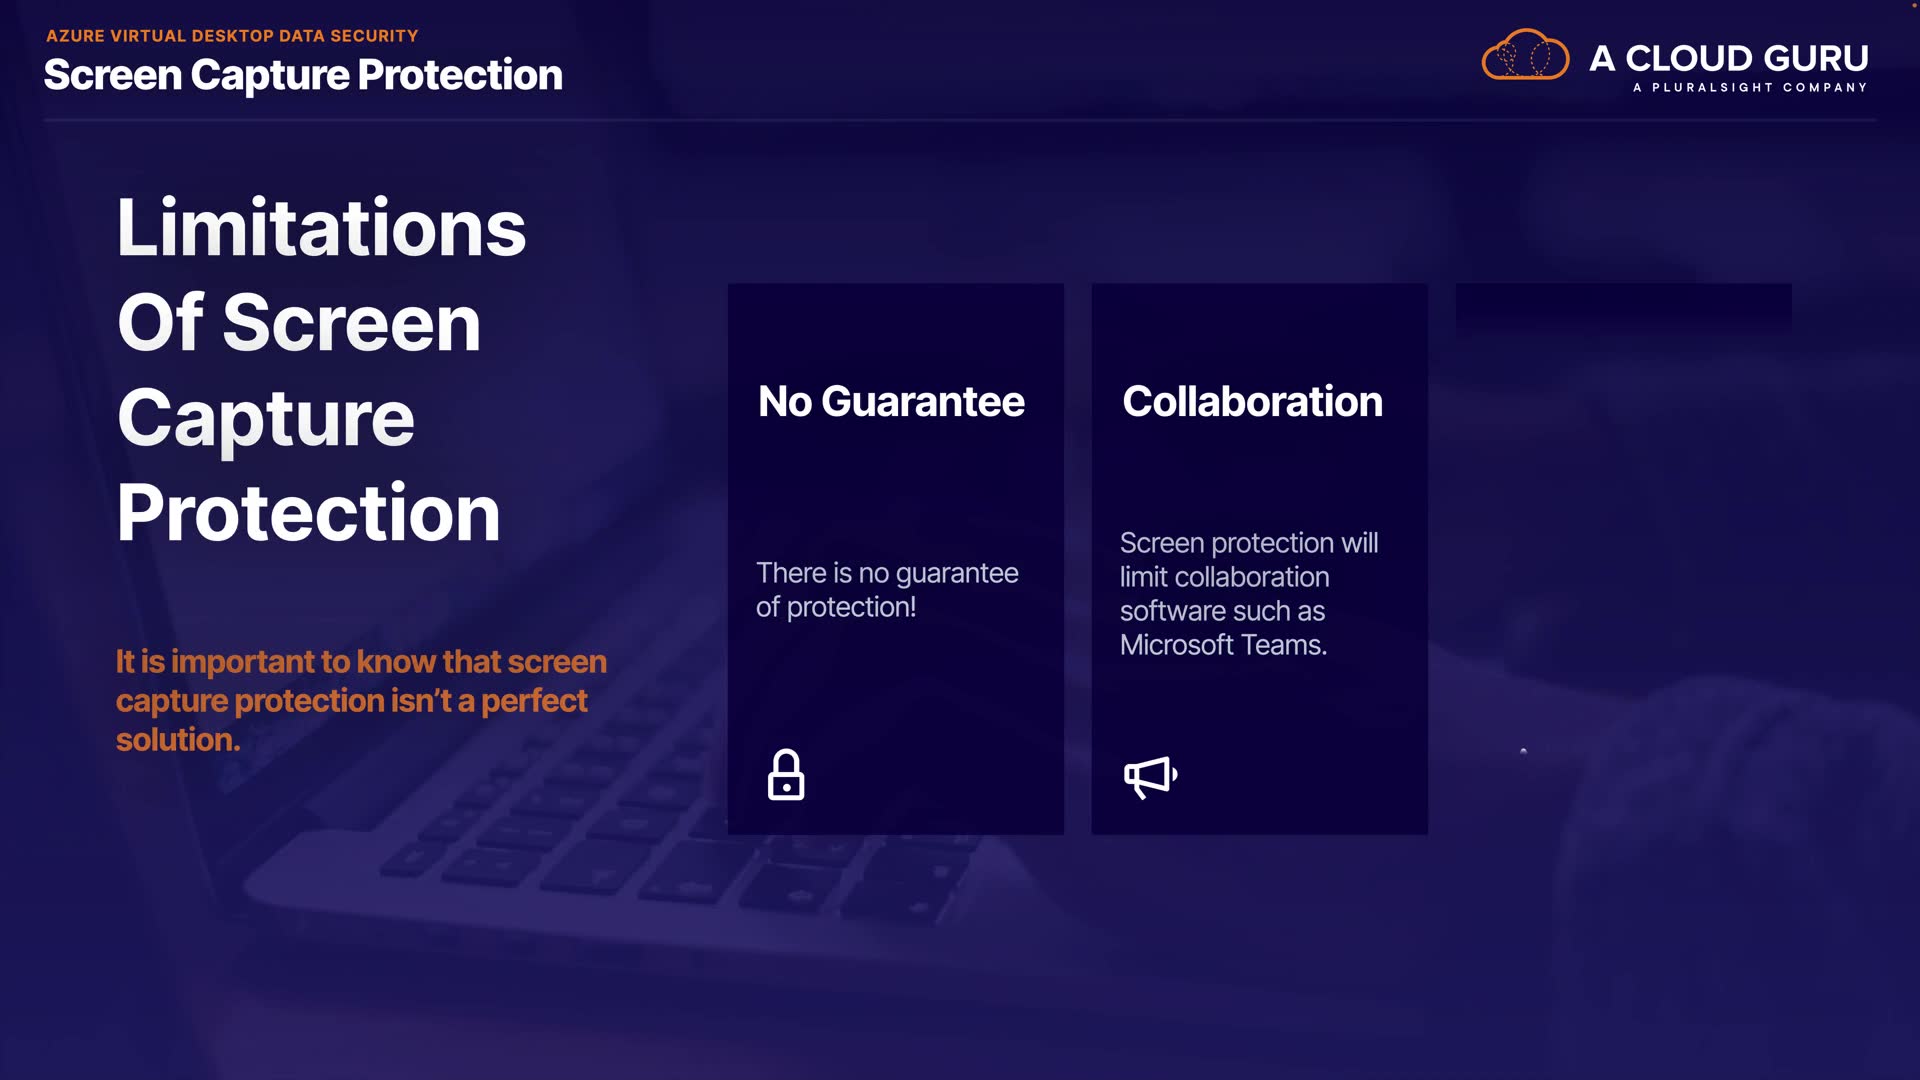 AZURE VIRTUAL DESKTOP DATA SECURITY
Screen Capture Protection
A CLOUD GURU
A PLURALSIGHT COMPANY
Limitations
Of Screen
Capture
Protection
It is important to know that screen
capture protection isn’t a perfect
solution.
No Guarantee
There is no guarantee
of protection!
Collaboration
Screen protection will
limit collaboration
software such as
Microsoft Teams.